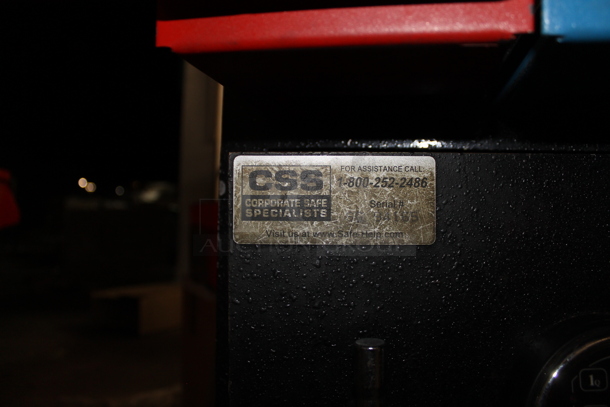 CSS
CORPORATE SAFE
SPECIALISTS
FOR ASSISTANCE CALL:
1-800-252-2486
Serial #
Visit us at www.SafeHelp.com